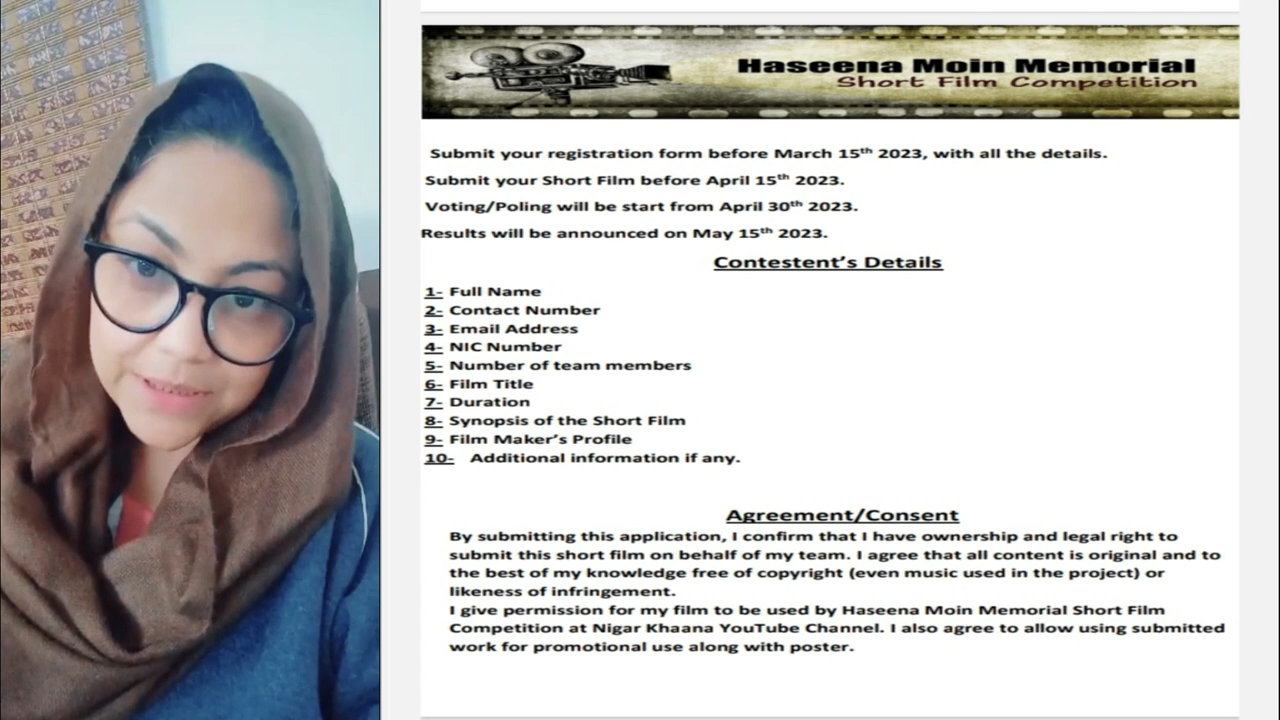 Haseena Moin Memorial
Short Film Competition
Submit your registration form before March 15th 2023, with all the details.
Submit your Short Film before April 15th 2023.
Voting/Poling will be start from April 30th 2023.
Results will be announced on May 15th 2023.
Contestent's Details
1- Full Name
2- Contact Number
3- Email Address
4- NIC Number
5- Number of team members
6- Film Title
7- Duration
8- Synopsis of the Short Film
9- Film Maker's Profile
10- Additional information if any.
Agreement/Consent
By submitting this application, I confirm that I have ownership and legal right to
submit this short film on behalf of my team. I agree that all content is original and to
the best of my knowledge free of copyright (even music used in the project) or
likeness of infringement.
I give permission for my film to be used by Haseena Moin Memorial Short Film
Competition at Nigar Khaana YouTube Channel. I also agree to allow using submitted
work for promotional use along with poster.